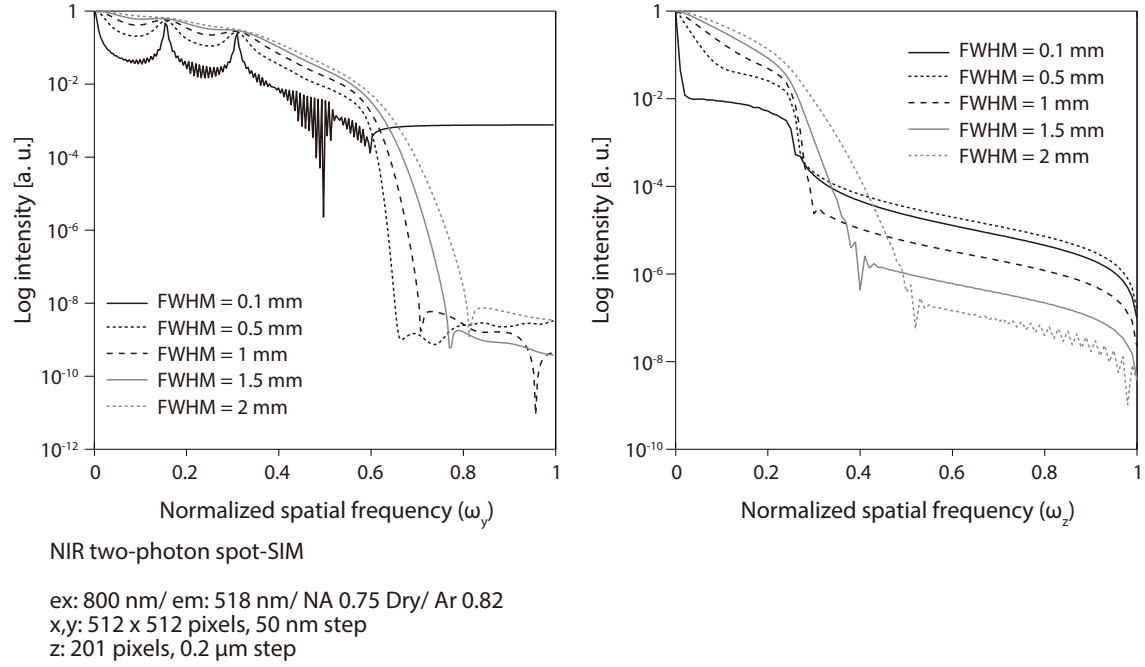 1
10-2
10-4
10-6
10-8
10-10
10-12
Log intensity [a. u.]
FWHM = 0.1 mm
FWHM = 0.5 mm
FWHM = 1 mm
FWHM = 1.5 mm
FWHM = 2 mm
0 0.2 0.4 0.6 0.8 1
Normalized spatial frequency (ωy)
1
10-2
10-4
10-6
10-8
10-10
Log intensity [a. u.]
FWHM = 0.1 mm
FWHM = 0.5 mm
FWHM = 1 mm
FWHM = 1.5 mm
FWHM = 2 mm
0 0.2 0.4 0.6 0.8 1
Normalized spatial frequency (ωz)
NIR two-photon spot-SIM
ex: 800 nm/ em: 518 nm/ NA 0.75 Dry/ Ar 0.82
x,y: 512 x 512 pixels, 50 nm step
z: 201 pixels, 0.2 µm step